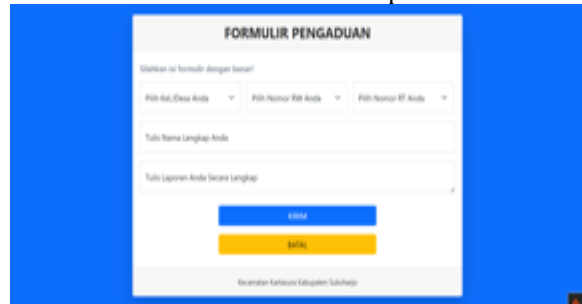 FORMULIR PENGADUAN
Silahkan isi formulir dengan benar!
Pilih Kel./Desa Anda Pilih Nomor RW Anda Pilih Nomor RT Anda
Tulis Nama Lengkap Anda
Tulis Laporan Anda Secara Lengkap
KIRIM
BATAL
Kecamatan Kartasura Kabupaten Sukoharjo